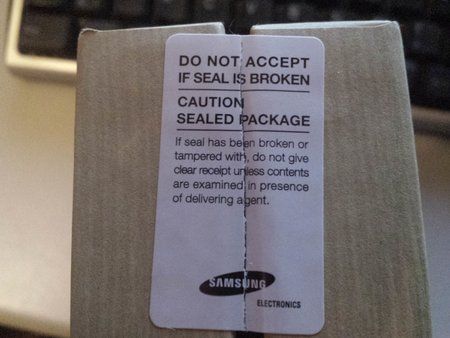 DO NOT ACCEPT
IF SEAL IS BROKEN
CAUTION
SEALED PACKAGE
If seal has been broken or
tampered with, do not give
clear receipt unless contents
are examined in presence
of delivering agent.
SAMSUNG
ELECTRONICS